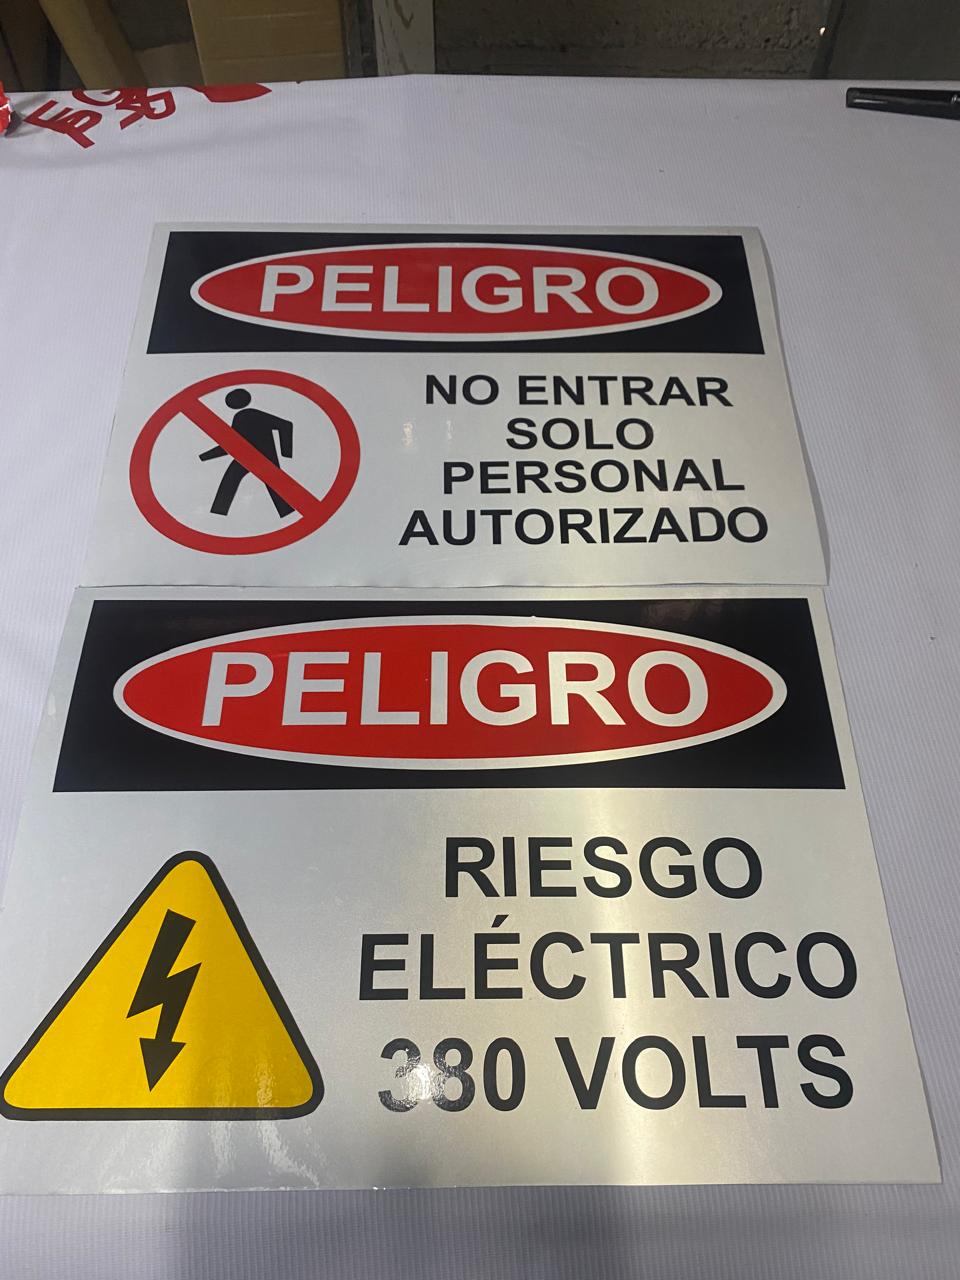 PELIGRO
NO ENTRAR
SOLO
PERSONAL
AUTORIZADO
PELIGRO
RIESGO
ELÉCTRICO
380 VOLTS